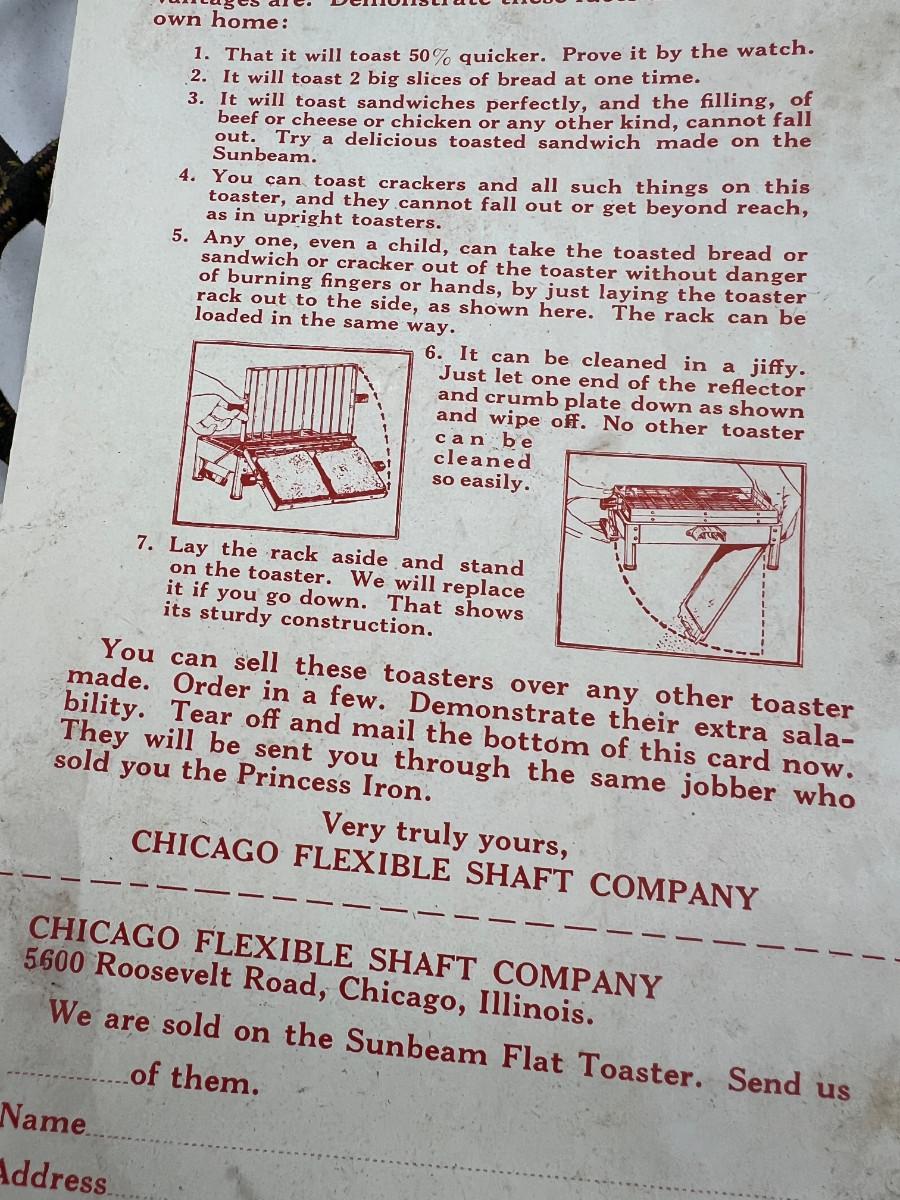 own home:
1. That it will toast 50% quicker. Prove it by the watch.
2. It will toast 2 big slices of bread at one time.
3. It will toast sandwiches perfectly, and the filling, of
beef or cheese or chicken or any other kind, cannot fall
out. Try a delicious toasted sandwich made on the
Sunbeam.
4. You can toast crackers and all such things on this
toaster, and they cannot fall out or get beyond reach,
as in upright toasters.
5. Any one, even a child, can take the toasted bread or
sandwich or cracker out of the toaster without danger
of burning fingers or hands, by just laying the toaster
rack out to the side, as shown here. The rack can be
loaded in the same way.
6. It can be cleaned in a jiffy.
Just let one end of the reflector
and crumb plate down as shown
and wipe off. No other toaster
can be
cleaned
so easily.
7. Lay the rack aside and stand
on the toaster. We will replace
it if you go down. That shows
its sturdy construction.
You can sell these toasters over any other toaster
made. Order in a few. Demonstrate their extra sala-
bility. Tear off and mail the bottom of this card now.
They will be sent you through the same jobber who
sold you the Princess Iron.
Very truly yours,
CHICAGO FLEXIBLE SHAFT COMPANY
CHICAGO FLEXIBLE SHAFT COMPANY
5600 Roosevelt Road, Chicago, Illinois.
We are sold on the Sunbeam Flat Toaster. Send us
of them.
Name
Address